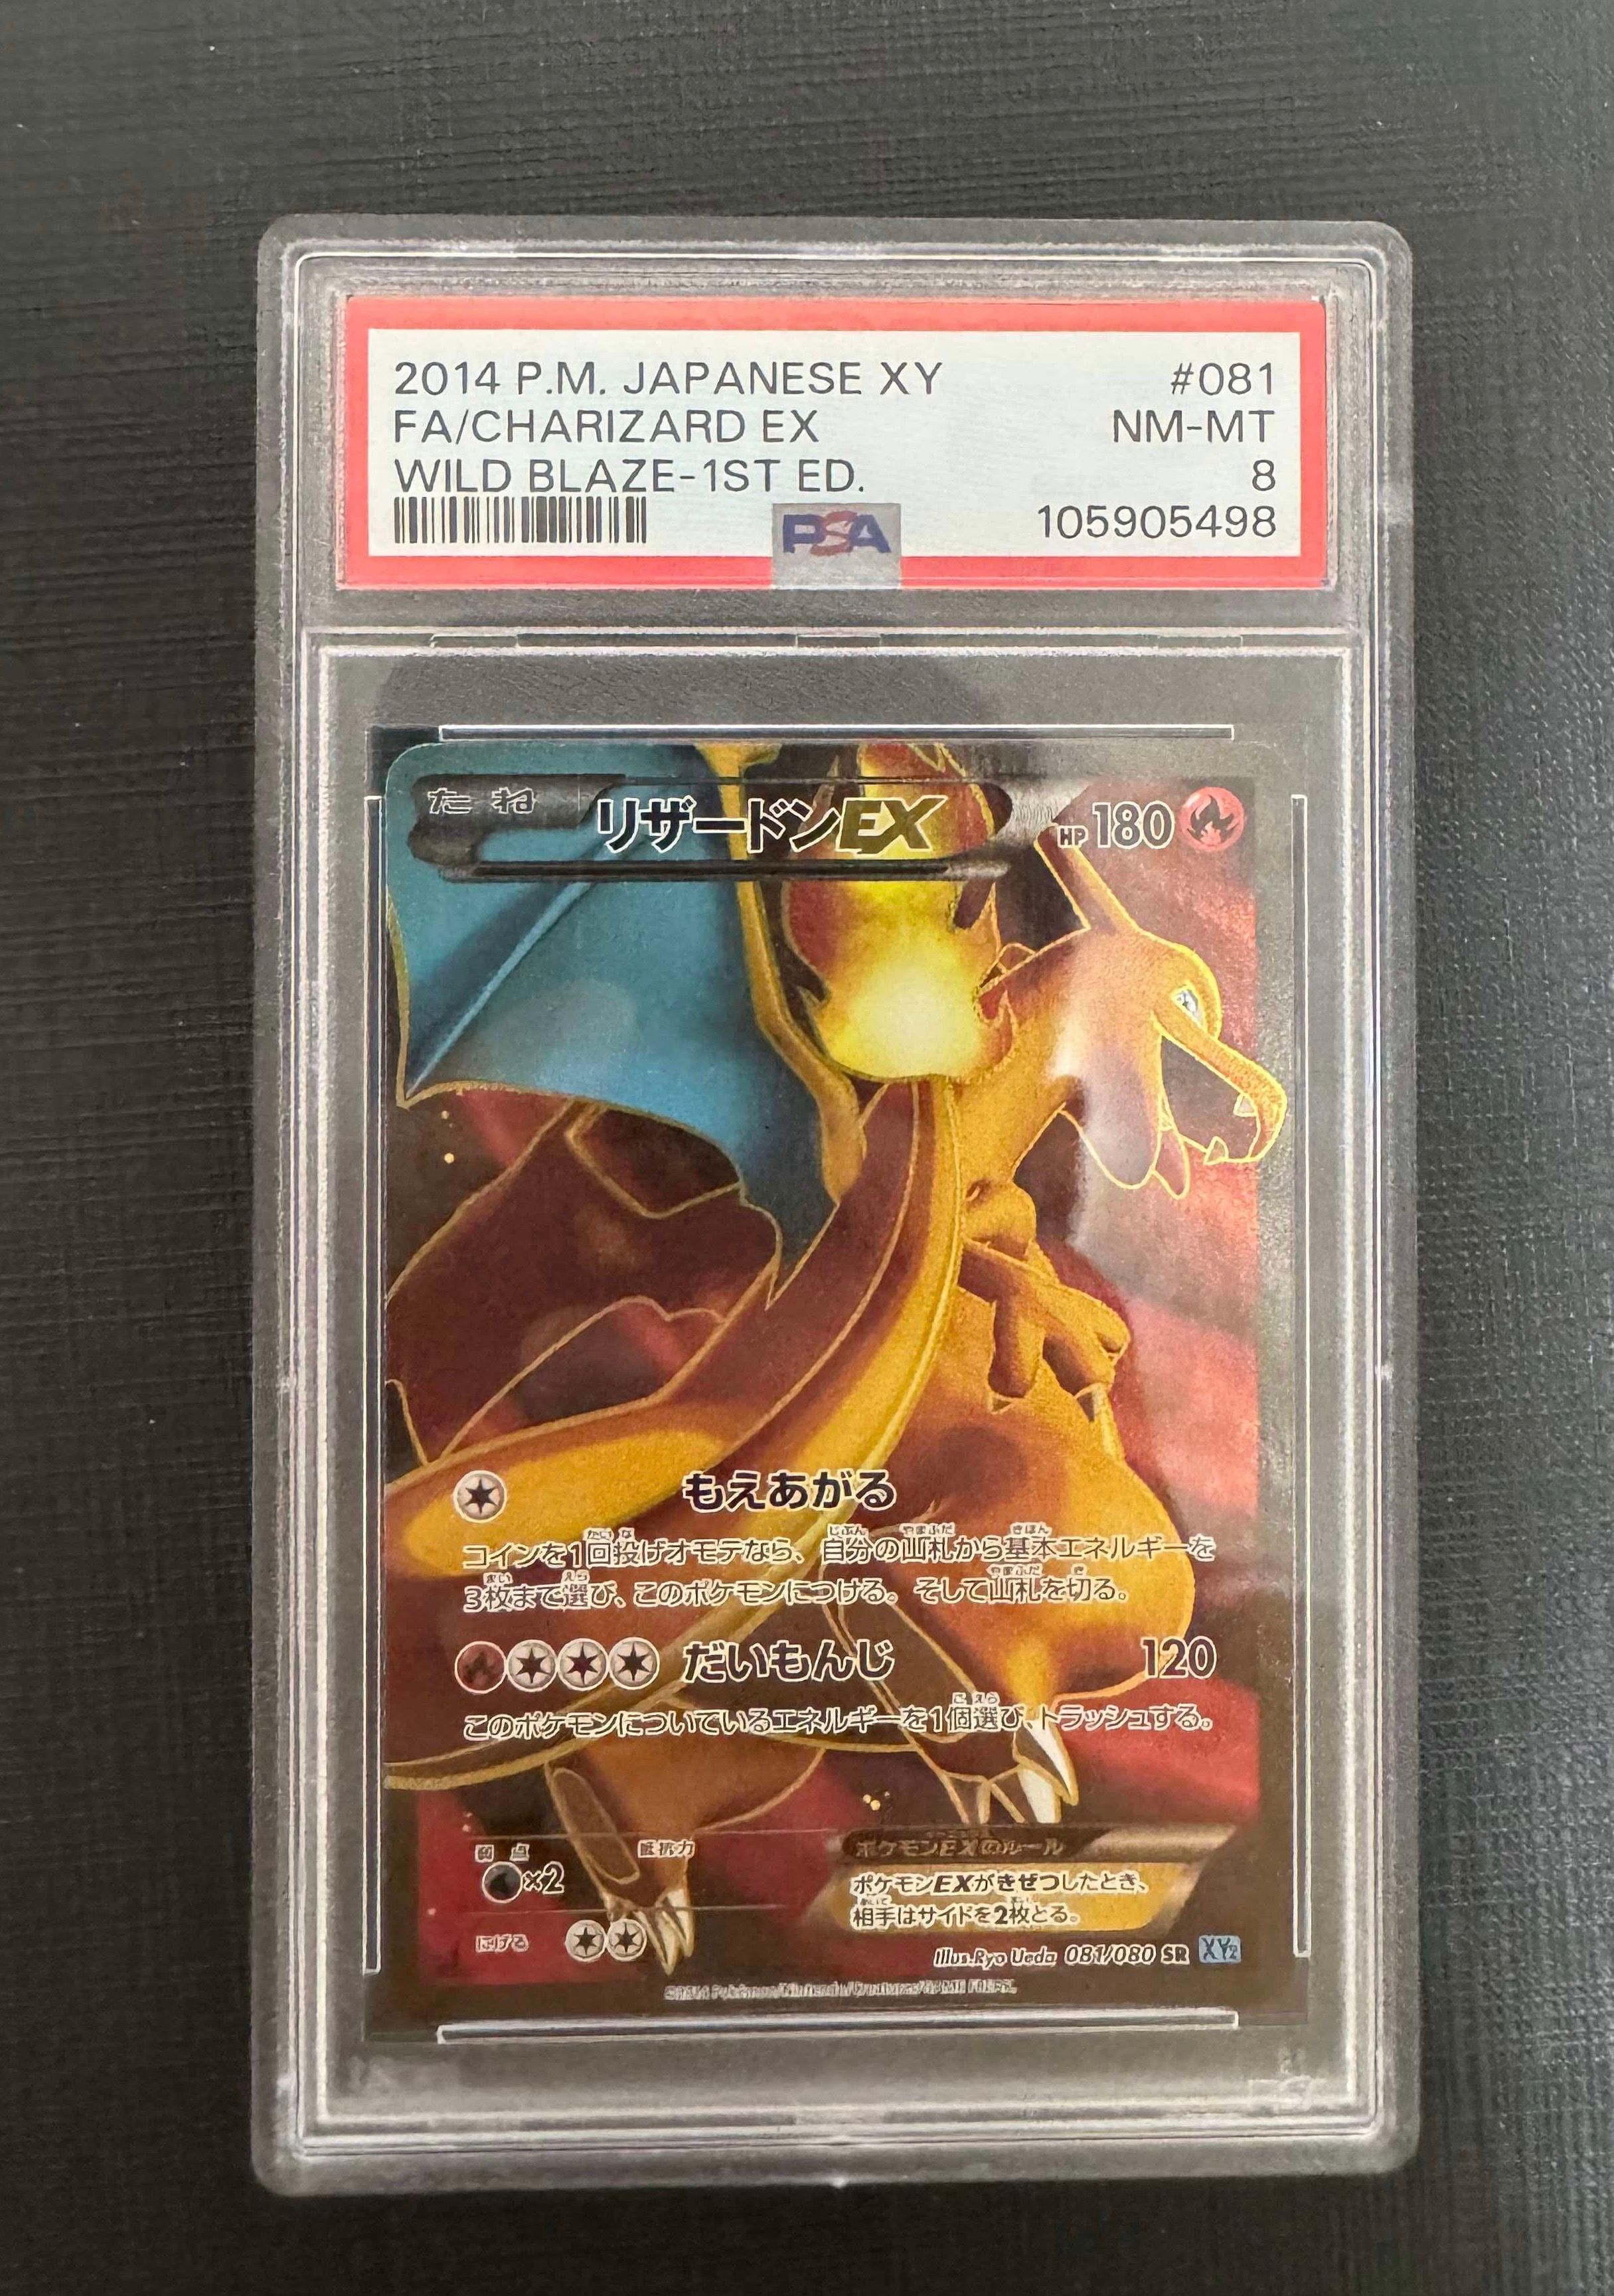 2014 P.M. JAPANESE XY #081
FA/CHARIZARD EX NM-MT
WILD BLAZE-1ST ED. 8
PSA 105905498
たね リザードンEX HP180
もえあがる
コインを1回投げオモテなら、自分の山札から基本エネルギーを
3枚まで選び、このポケモンにつける。そして山札を切る。
だいもんじ 120
このポケモンについているエネルギーを1個選び、トラッシュする。
弱点 抵抗力
×2
にげる
ポケモンEXのルール
ポケモンEXがきぜつしたとき、
相手はサイドを2枚とる。
Illus.Ryo Ueda 081/080 SR XY2
©2014 Pokémon/Nintendo/Creatures/GAME FREAK.